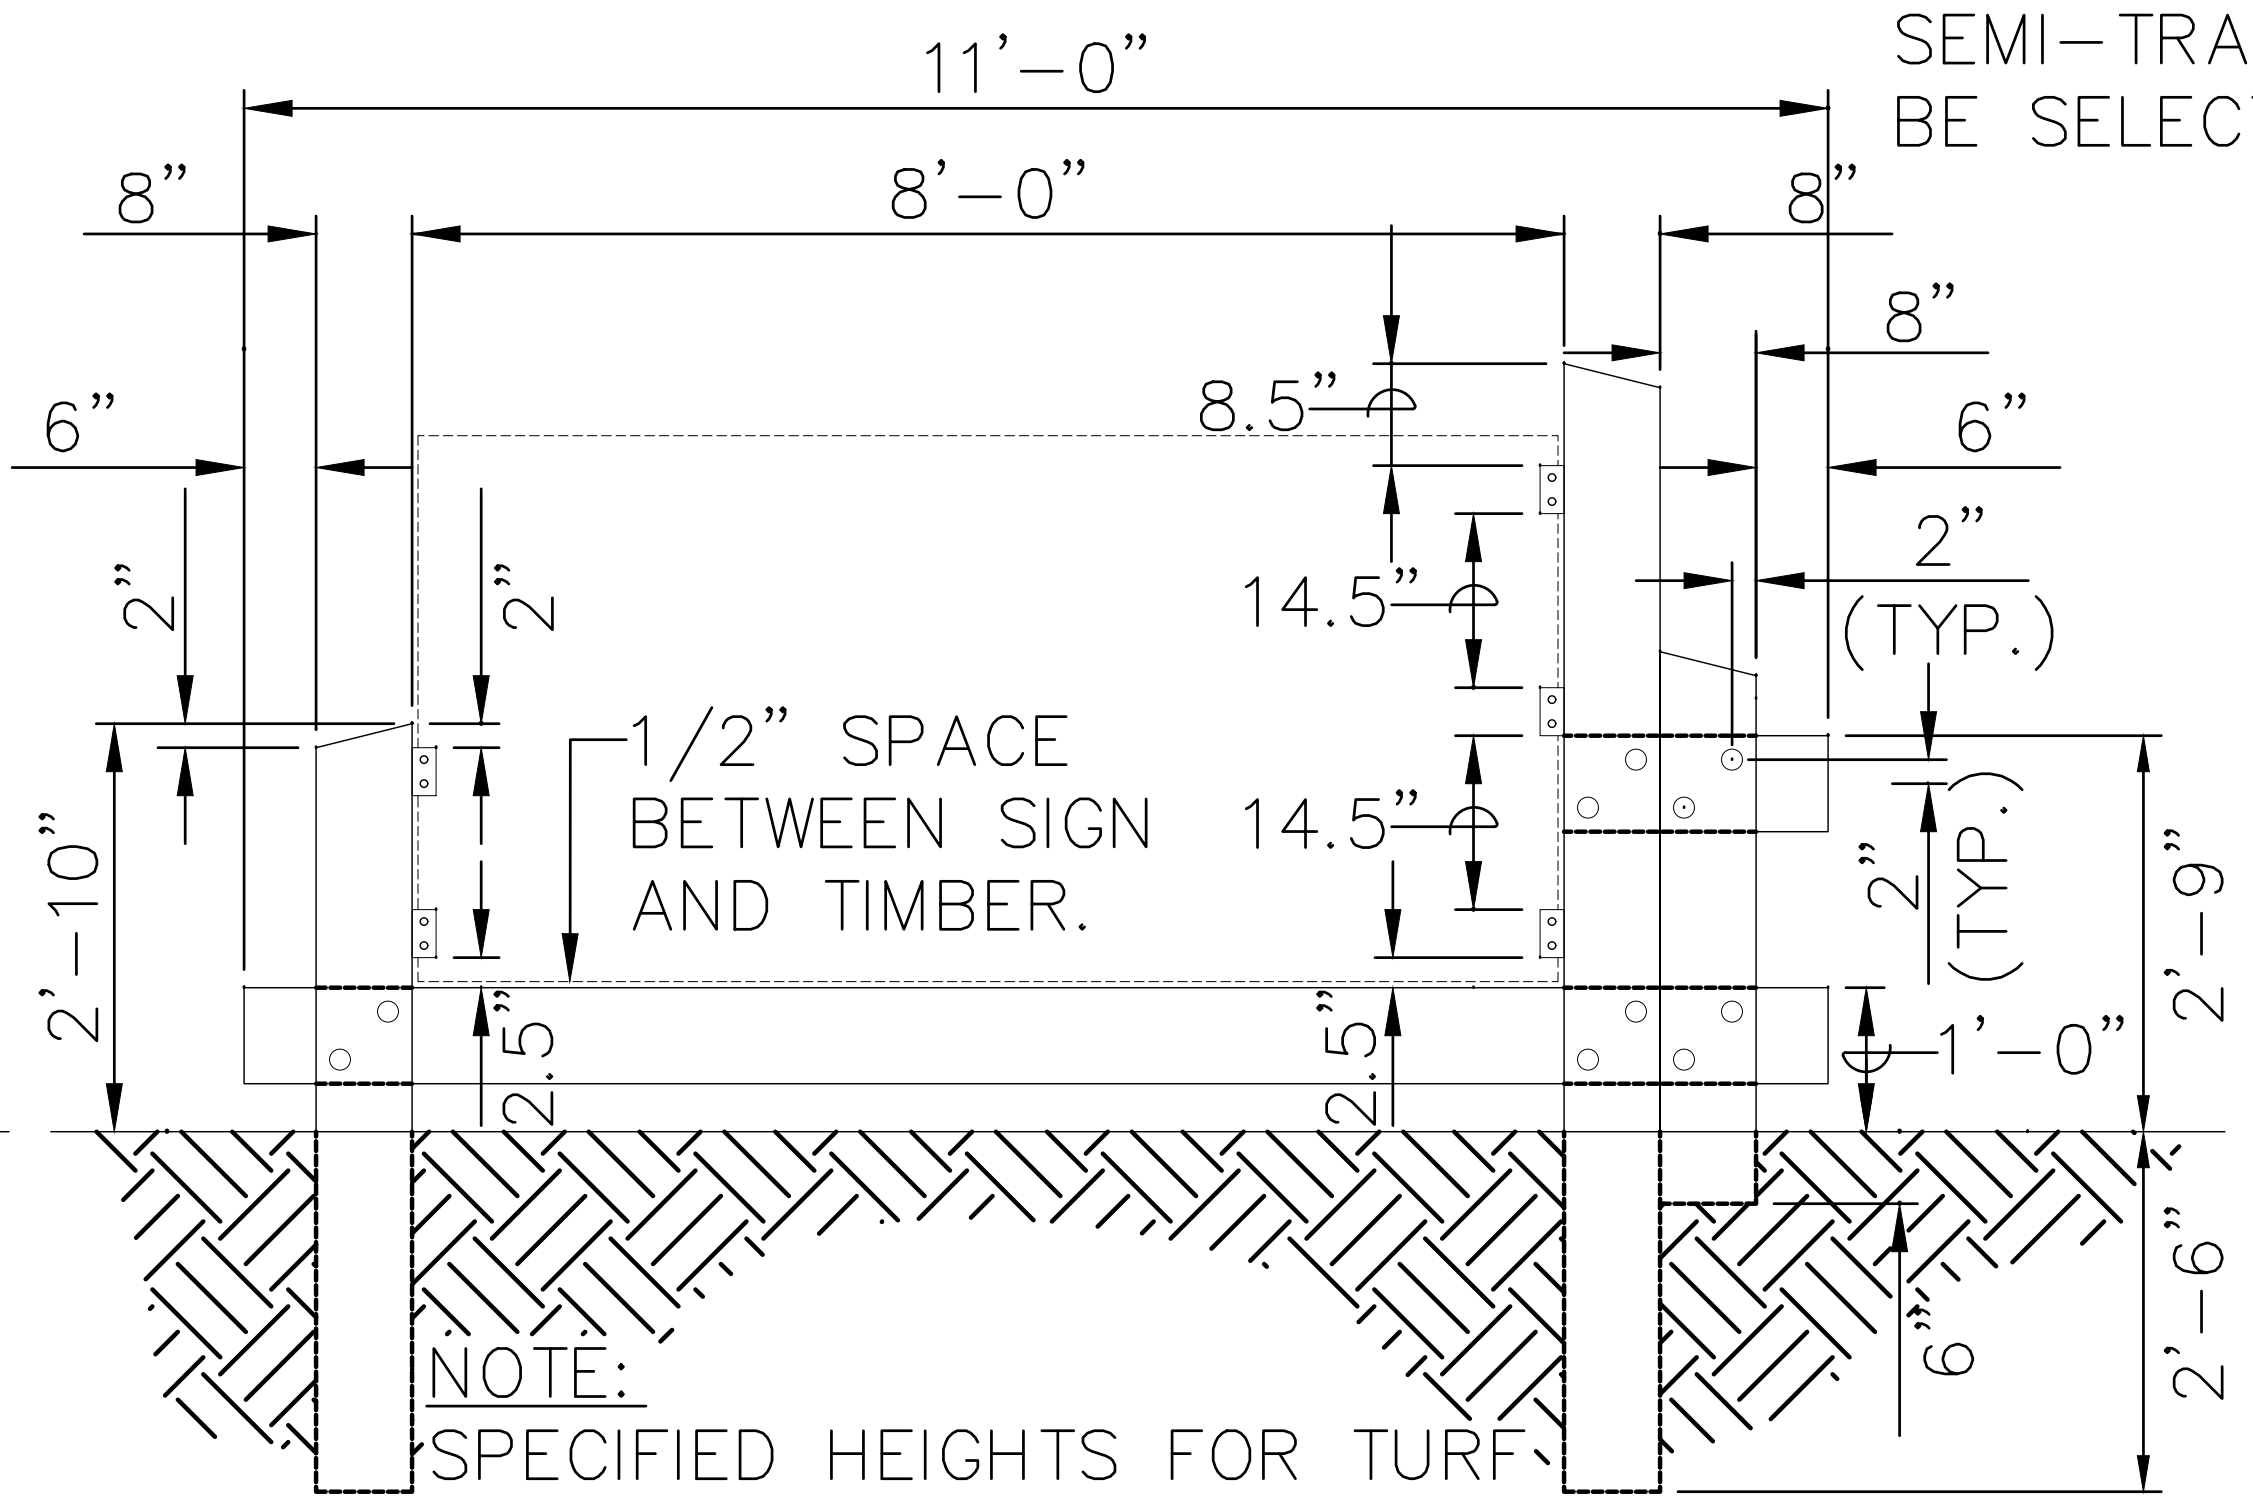 SEMI-TRA
BE SELEC
11'-0"
8"
8'-0"
8"
8"
6"
8.5"
6"
2"
2"
14.5"
2"
(TYP.)
1/2" SPACE
BETWEEN SIGN
AND TIMBER.
14.5"
2'-10"
2"
(TYP.)
2'-9"
2.5"
2.5"
1'-0"
6"
2'-6"
NOTE:
SPECIFIED HEIGHTS FOR TURF